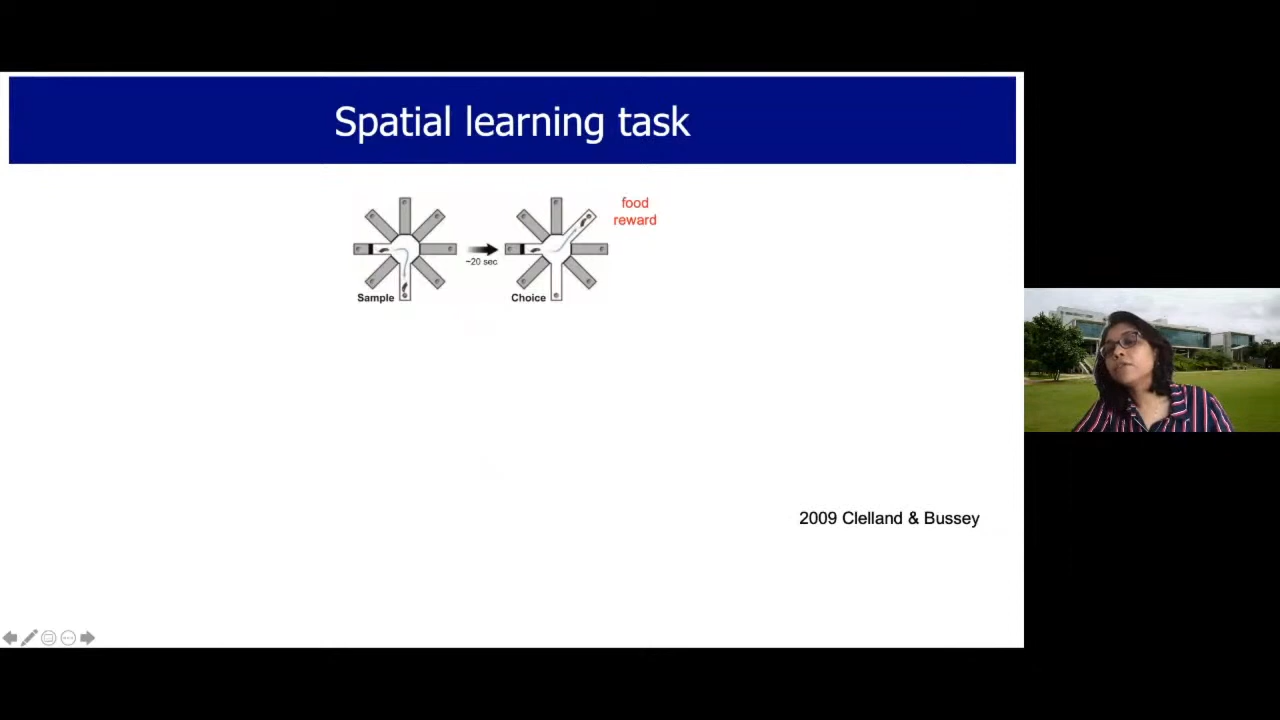 Spatial learning task
food
reward
~20 sec
Sample
Choice
2009 Clelland & Bussey